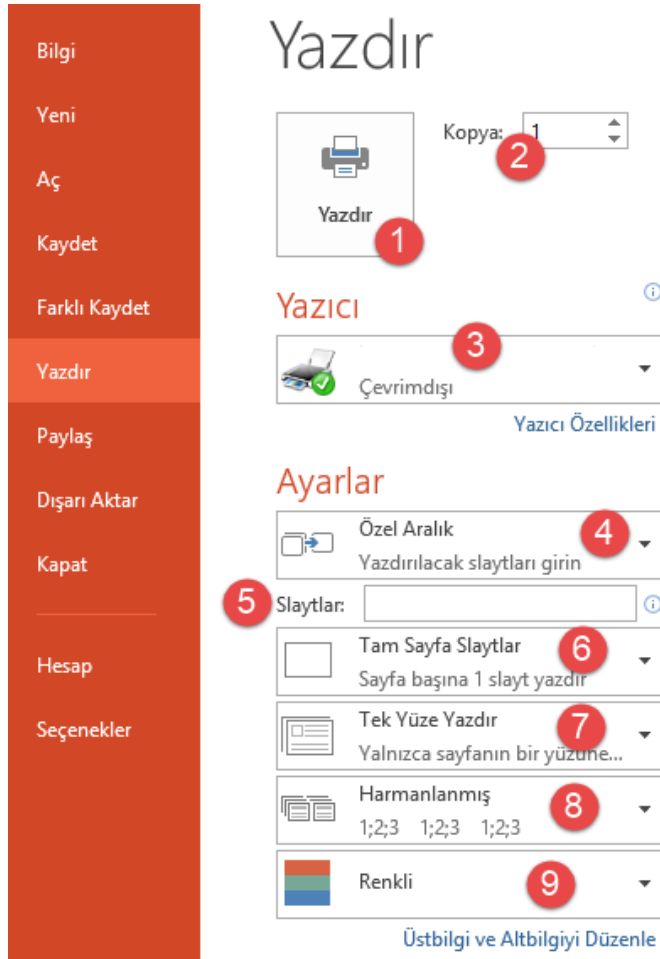 Bilgi
Yeni
Aç
Kaydet
Farklı Kaydet
Yazdır
Paylaş
Dışarı Aktar
Kapat
Hesap
Seçenekler
Yazdır
Kopya: 1
2
Yazdır
1
Yazıcı
3
Çevrimdışı
Yazıcı Özellikleri
Ayarlar
Özel Aralık
4
Yazdırılacak slaytları girin
5 Slaytlar:
Tam Sayfa Slaytlar
6
Sayfa başına 1 slayt yazdır
Tek Yüze Yazdır
7
Yalnızca sayfanın bir yüzüne...
Harmanlanmış
8
1;2;3 1;2;3 1;2;3
Renkli 9
Üstbilgi ve Altbilgiyi Düzenle